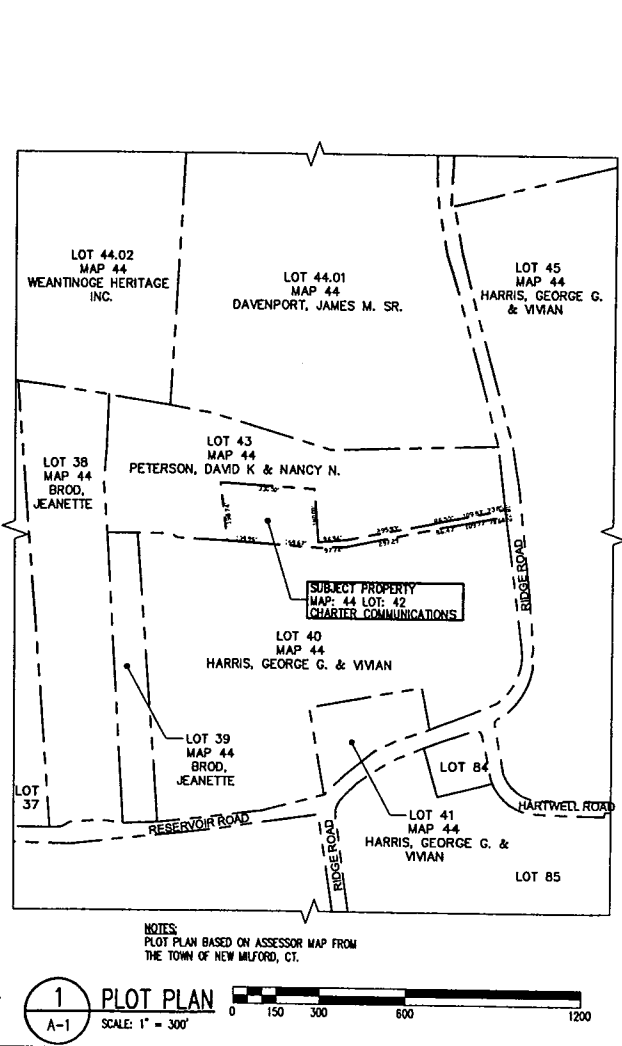 LOT 44.02
MAP 44
WEANTINOGE HERITAGE
INC.
LOT 44.01
MAP 44
DAVENPORT, JAMES M. SR.
LOT 45
MAP 44
HARRIS, GEORGE G.
& VIVIAN
LOT 43
MAP 44
PETERSON, DAVID K & NANCY N.
LOT 38
MAP 44
BROD,
JEANETTE
SUBJECT PROPERTY
MAP: 44 LOT: 42
CHARTER COMMUNICATIONS
RIDGE ROAD
LOT 40
MAP 44
HARRIS, GEORGE G. & VIVIAN
LOT 39
MAP 44
BROD,
JEANETTE
LOT
37
LOT 84
HARTWELL ROAD
RESERVOIR ROAD
LOT 41
MAP 44
HARRIS, GEORGE G. &
VIVIAN
RIDGE ROAD
LOT 85
NOTES:
PLOT PLAN BASED ON ASSESSOR MAP FROM
THE TOWN OF NEW MILFORD, CT.
1
A-1
PLOT PLAN
SCALE: 1" = 300'
0 150 300 600 1200